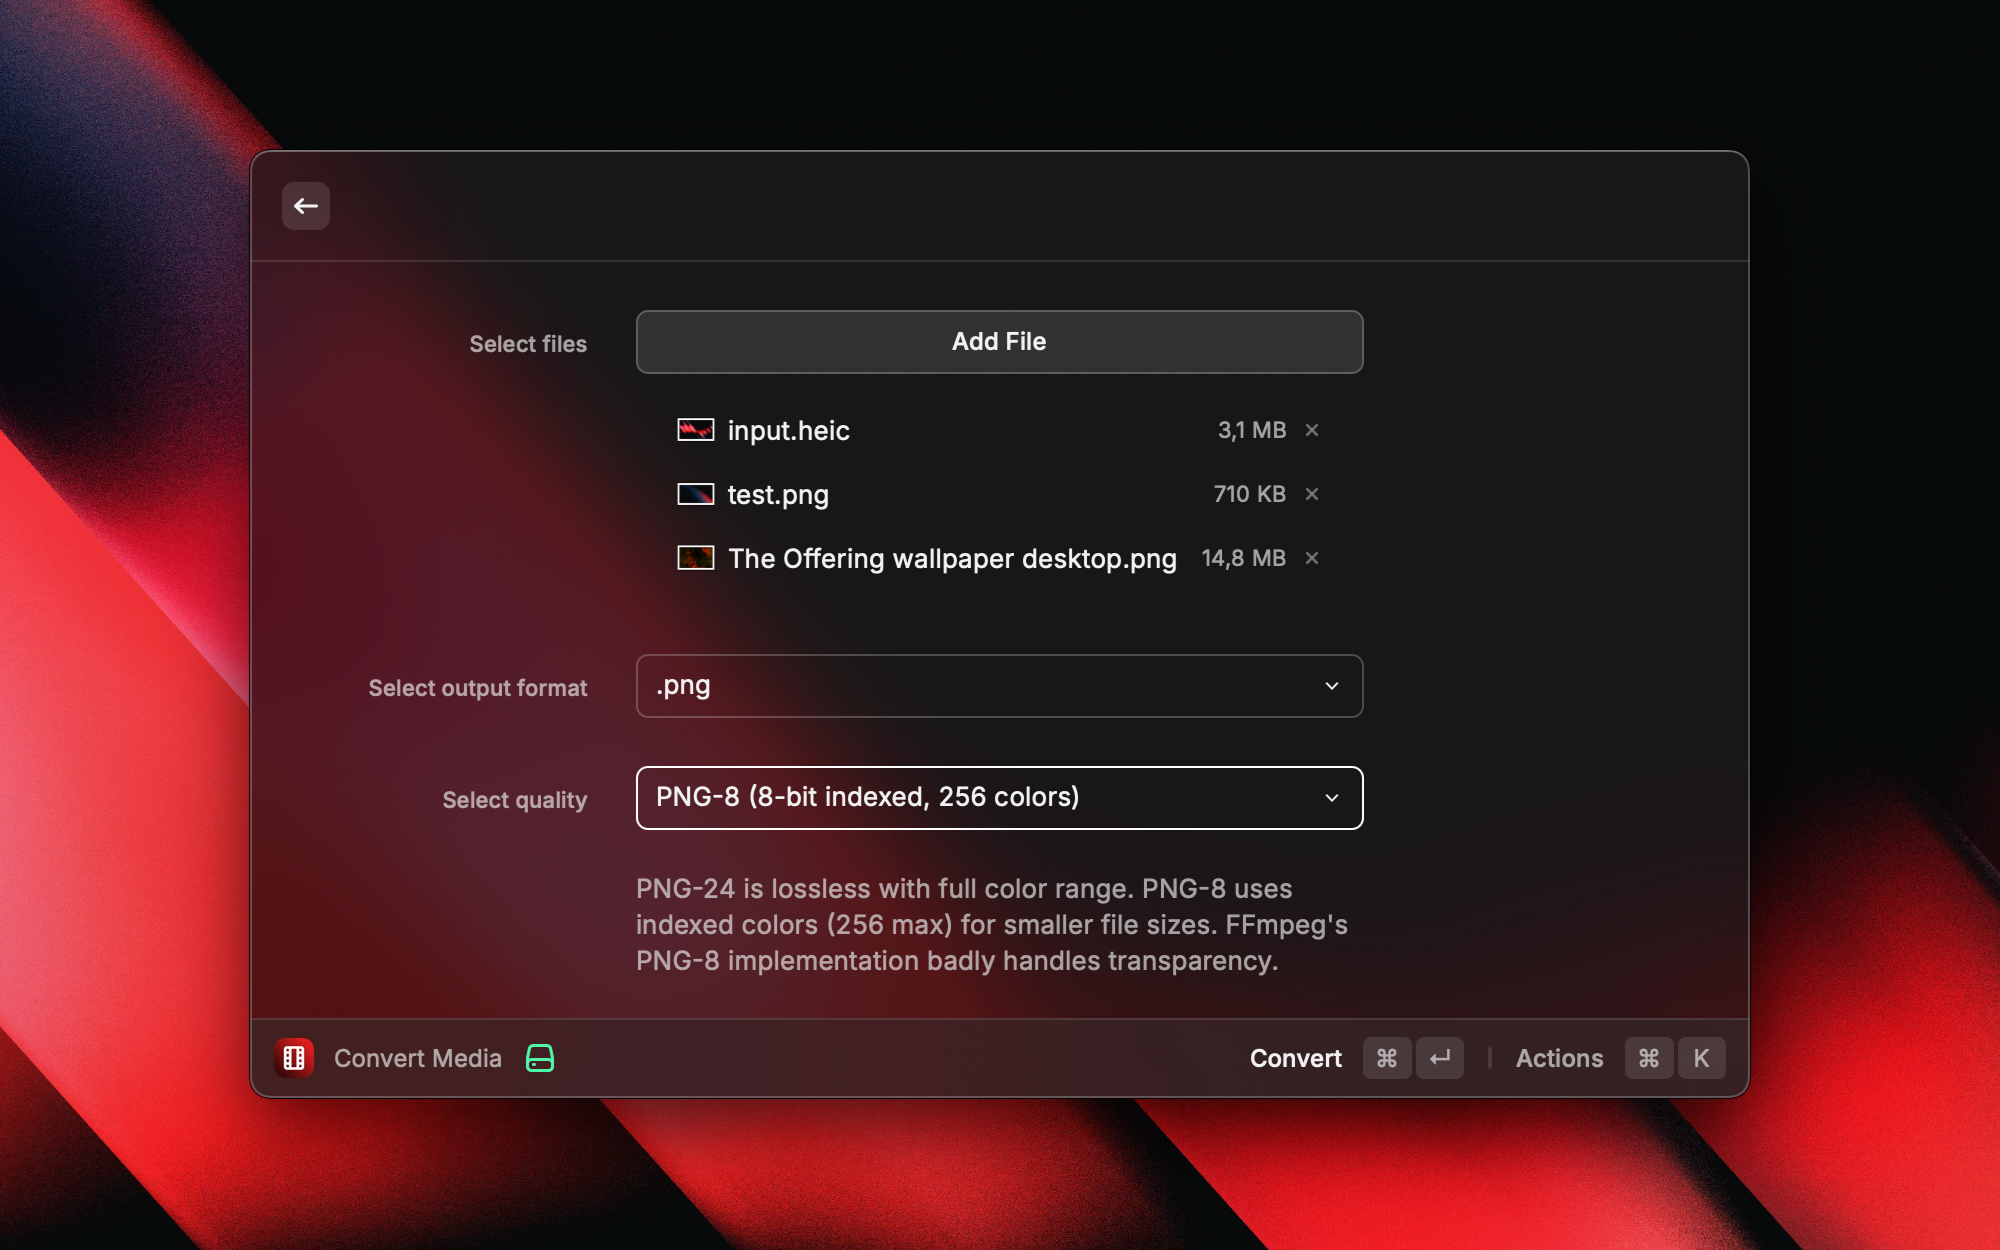 Select files
Add File
input.heic 3,1 MB
test.png 710 KB
The Offering wallpaper desktop.png 14,8 MB
Select output format
.png
Select quality
PNG-8 (8-bit indexed, 256 colors)
PNG-24 is lossless with full color range. PNG-8 uses
indexed colors (256 max) for smaller file sizes. FFmpeg's
PNG-8 implementation badly handles transparency.
Convert Media
Convert ⌘ ↵ Actions ⌘ K